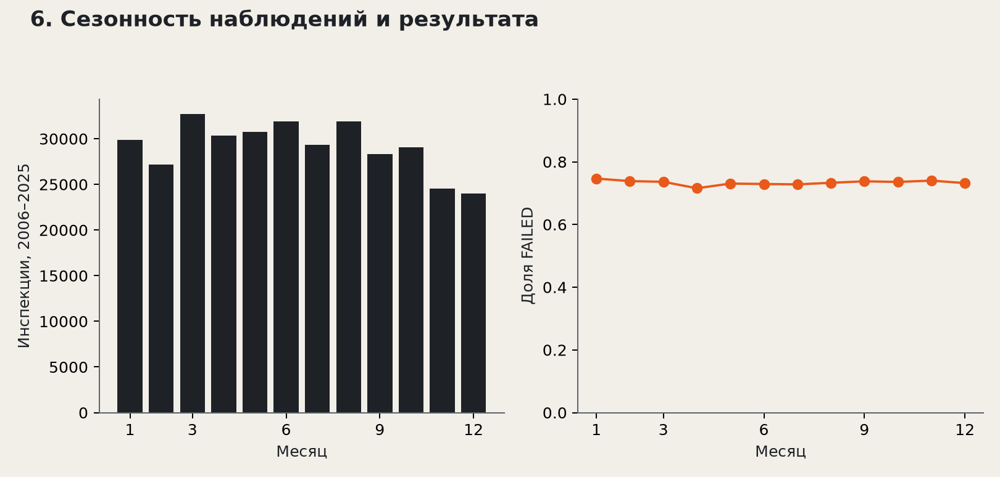 6. Сезонность наблюдений и результата
Инспекции, 2006–2025
30000
25000
20000
15000
10000
5000
0
1 3 6 9 12
Месяц
Доля FAILED
1.0
0.8
0.6
0.4
0.2
0.0
1 3 6 9 12
Месяц